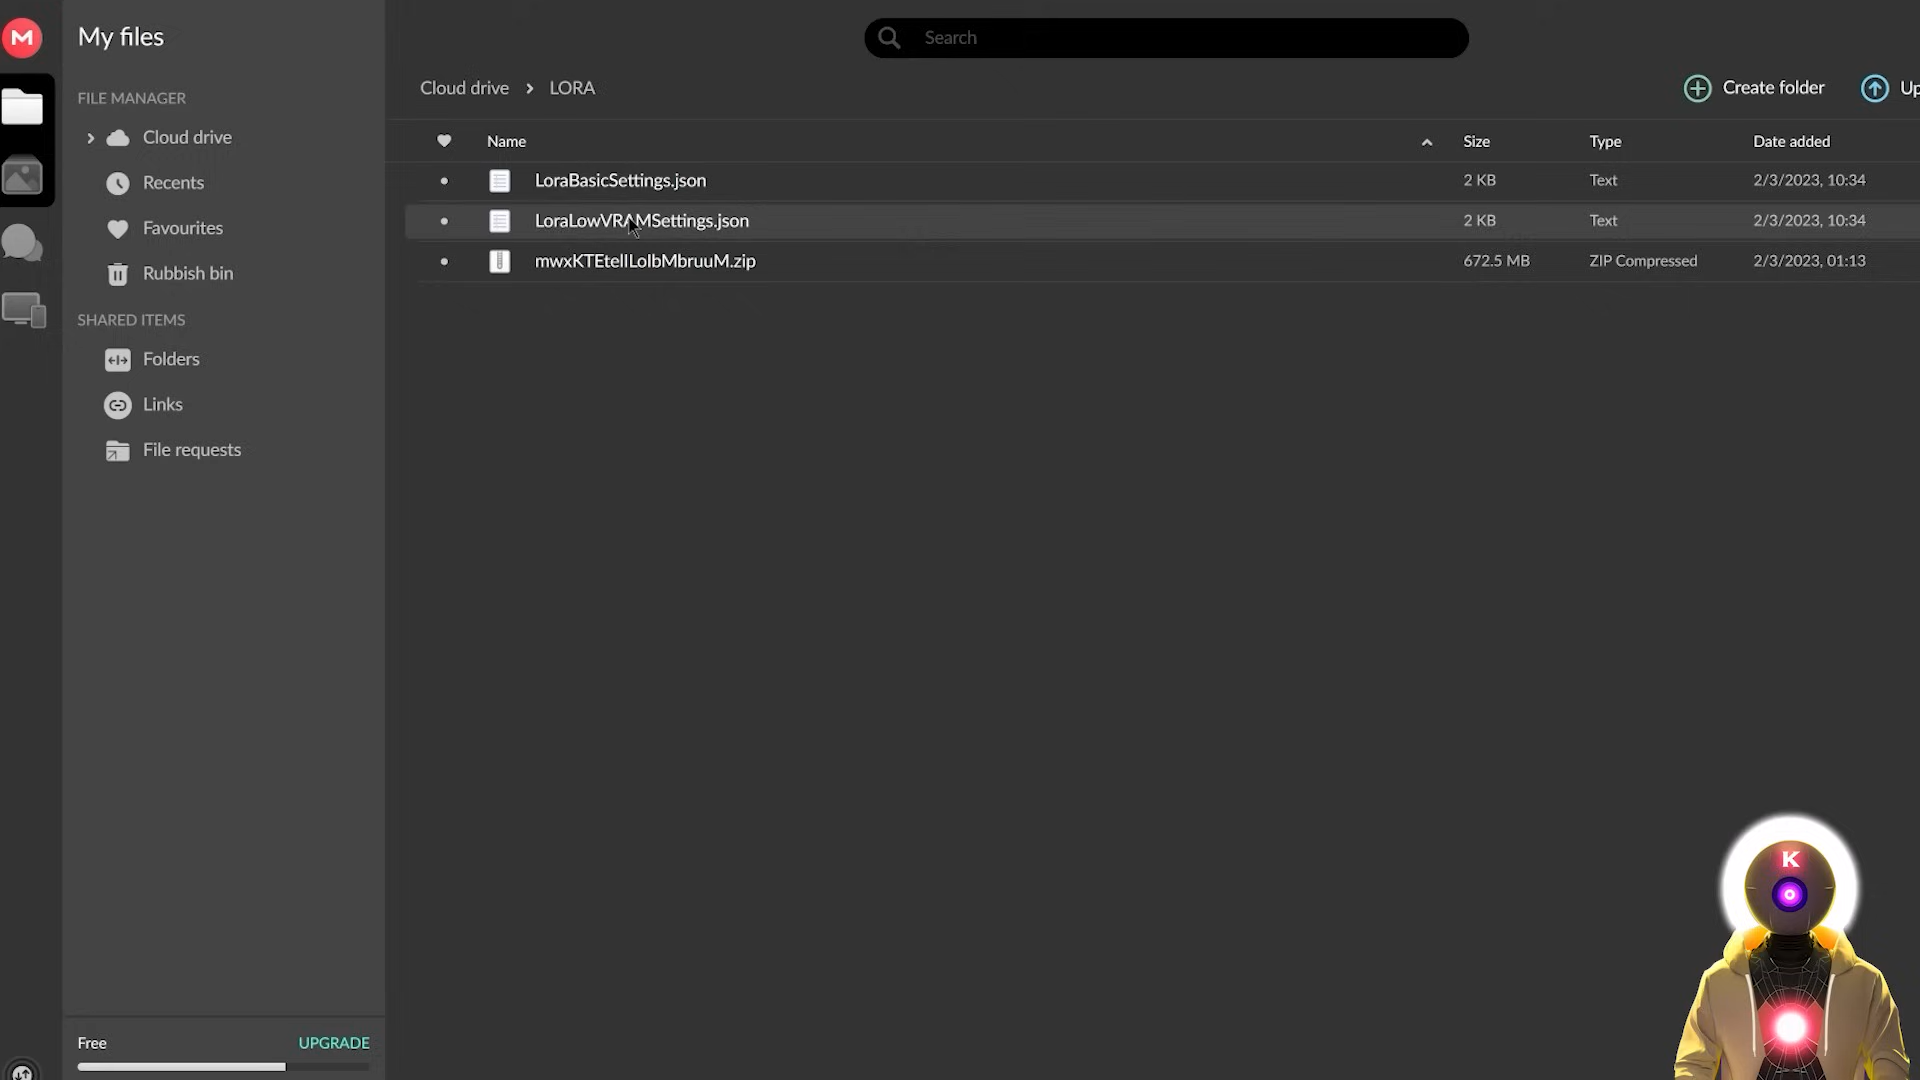 M
My files
Search
FILE MANAGER
Cloud drive
Recents
Favourites
Rubbish bin
SHARED ITEMS
Folders
Links
File requests
Free UPGRADE
Cloud drive > LORA
Create folder Up
Name Size Type Date added
LoraBasicSettings.json 2 KB Text 2/3/2023, 10:34
LoraLowVRAMSettings.json 2 KB Text 2/3/2023, 10:34
mwxKTEtelILolbMbruuM.zip 672.5 MB ZIP Compressed 2/3/2023, 01:13
K